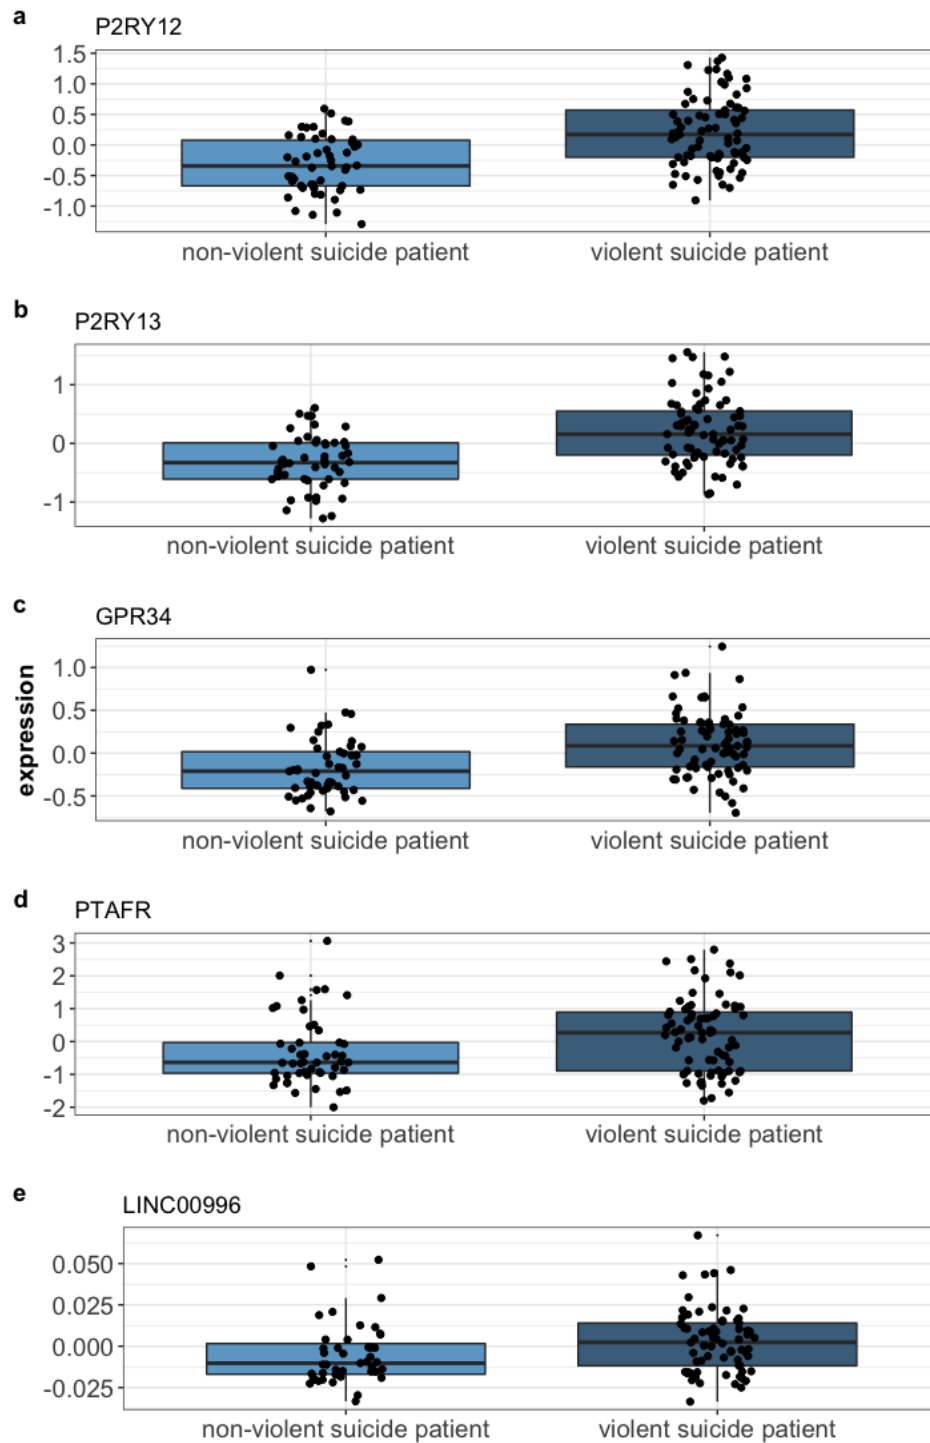 a
P2RY12
1.5
1.0
0.5
0.0
-0.5
-1.0
non-violent suicide patient violent suicide patient
b
P2RY13
1
0
-1
non-violent suicide patient violent suicide patient
c
GPR34
expression
1.0
0.5
0.0
-0.5
non-violent suicide patient violent suicide patient
d
PTAFR
3
2
1
0
-1
-2
non-violent suicide patient violent suicide patient
e
LINC00996
0.050
0.025
0.000
-0.025
non-violent suicide patient violent suicide patient